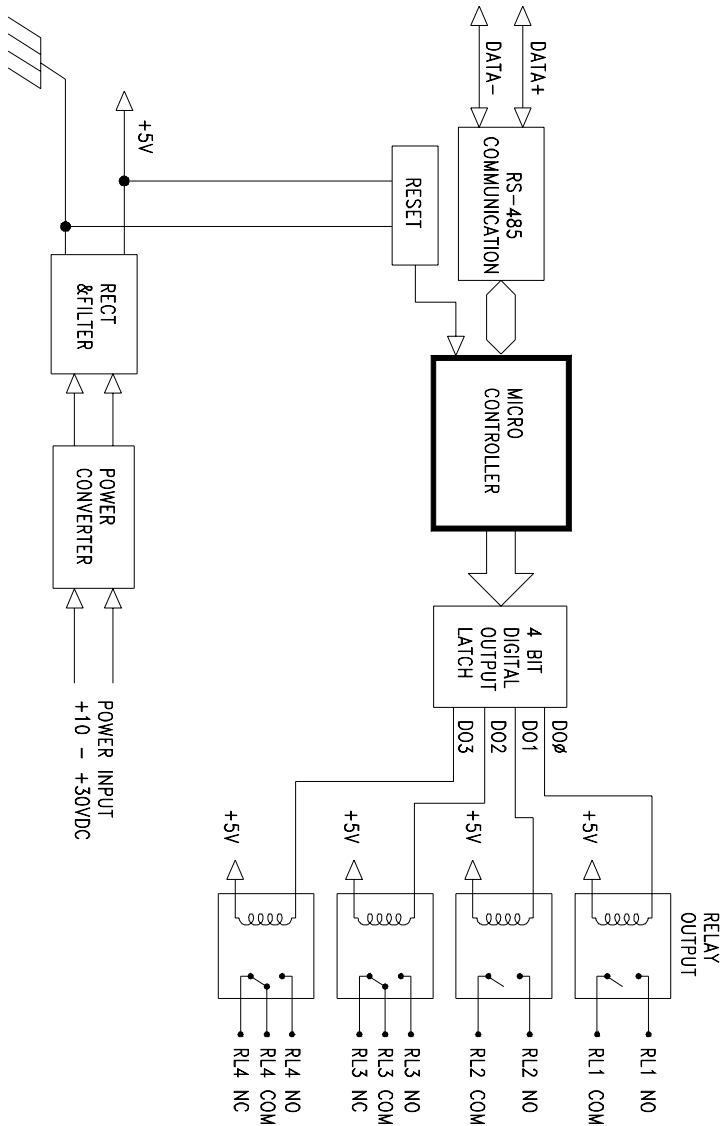 DATA+
DATA-
RS-485
COMMUNICATION
RESET
+5V
RECT
&FILTER
POWER
CONVERTER
POWER INPUT
+10 - +30VDC
MICRO
CONTROLLER
4 BIT
DIGITAL
OUTPUT
LATCH
DOØ
DO1
DO2
DO3
RELAY
OUTPUT
+5V
+5V
+5V
+5V
RL1 NO
RL1 COM
RL2 NO
RL2 COM
RL3 NO
RL3 COM
RL3 NC
RL4 NO
RL4 COM
RL4 NC